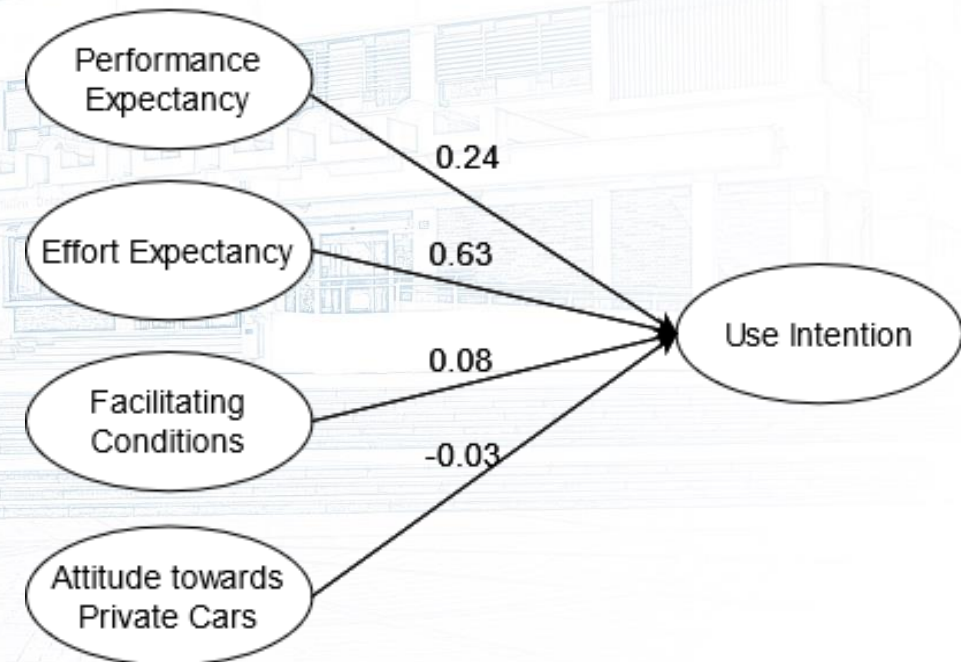 Performance
Expectancy
0.24
Effort Expectancy
0.63
Use Intention
0.08
Facilitating
Conditions
-0.03
Attitude towards
Private Cars